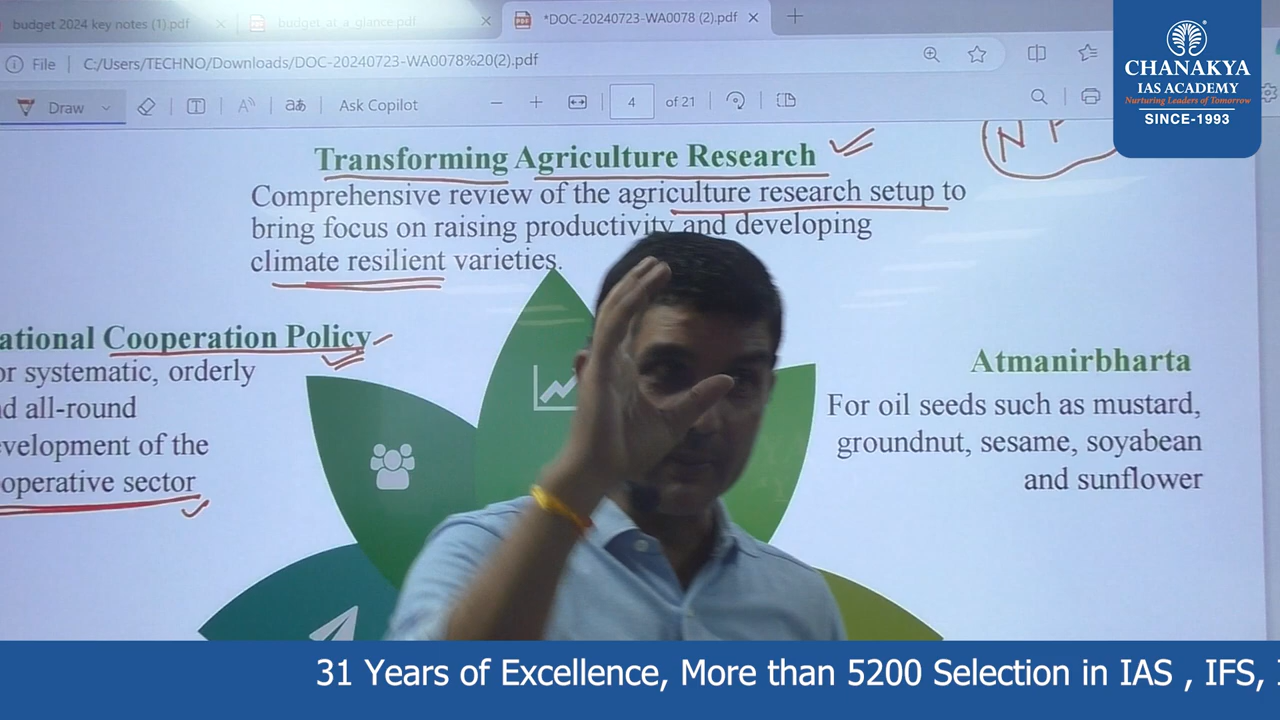 budget 2024 key notes (1).pdf
budget_at_a_glance.pdf
*DOC-20240723-WA0078 (2).pdf
File | C:/Users/TECHNO/Downloads/DOC-20240723-WA0078%20(2).pdf
Draw
Ask Copilot
4 of 21
CHANAKYA
IAS ACADEMY
Nurturing Leaders of Tomorrow
SINCE-1993
Transforming Agriculture Research
Comprehensive review of the agriculture research setup to
bring focus on raising productivity and developing
climate resilient varieties.
ational Cooperation Policy
or systematic, orderly
d all-round
evelopment of the
operative sector
Atmanirbharta
For oil seeds such as mustard,
groundnut, sesame, soyabean
and sunflower
31 Years of Excellence, More than 5200 Selection in IAS , IFS,